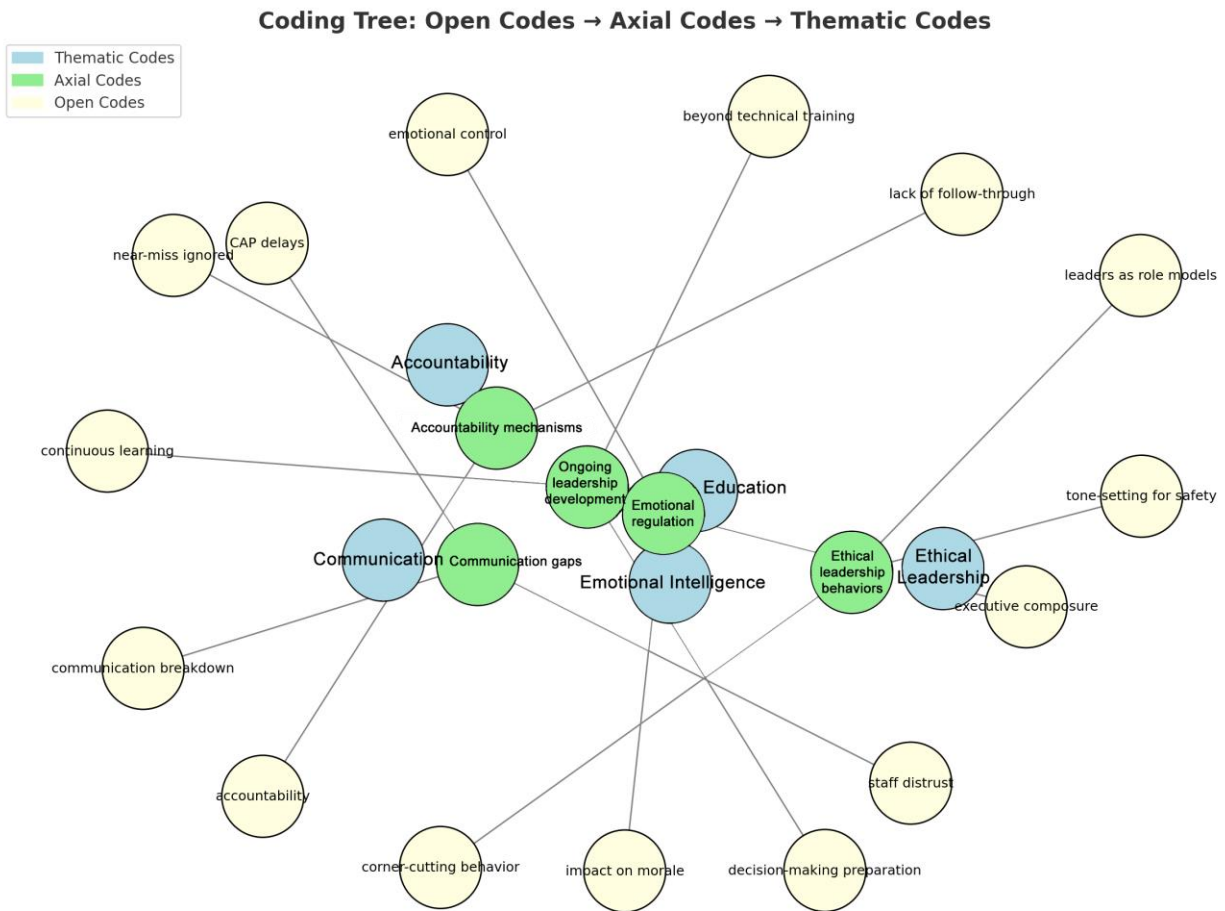 Coding Tree: Open Codes → Axial Codes → Thematic Codes
Thematic Codes
Axial Codes
Open Codes
beyond technical training
emotional control
lack of follow-through
CAP delays
near-miss ignored
leaders as role models
Accountability
Accountability mechanisms
continuous learning
Ongoing
leadership
development
Education
Emotional
regulation
tone-setting for safety
Communication
Communication gaps
Emotional Intelligence
Ethical
leadership
behaviors
Ethical
Leadership
executive composure
communication breakdown
staff distrust
accountability
corner-cutting behavior
impact on morale
decision-making preparation